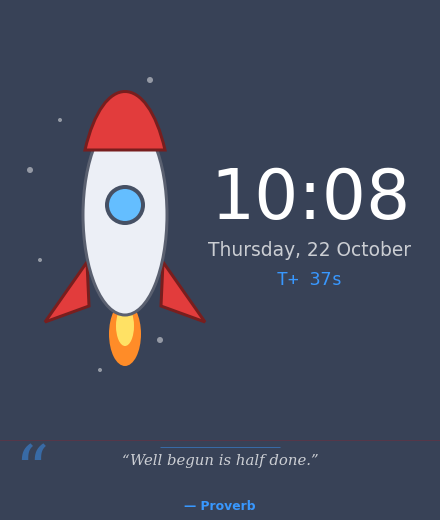 10:08
Thursday, 22 October
T+ 37s
“
“Well begun is half done.”
— Proverb